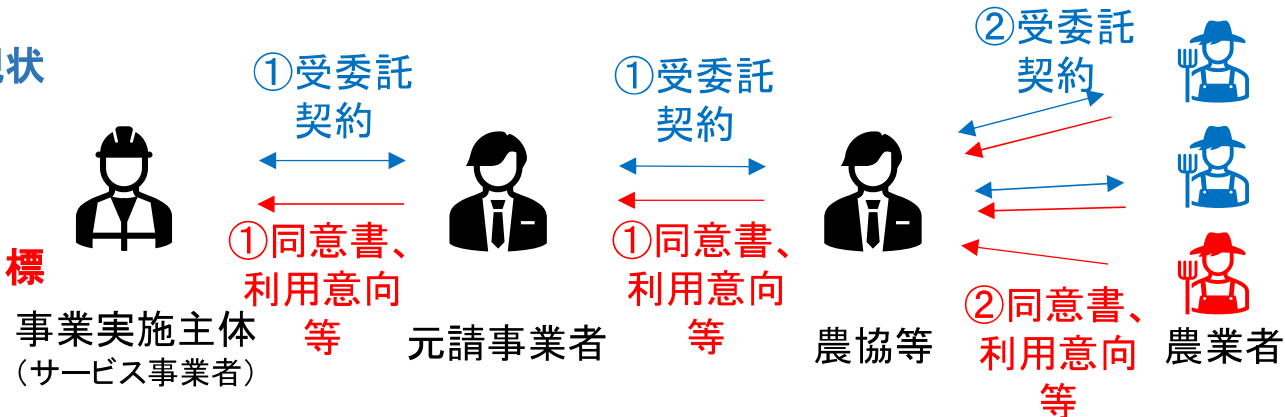 現状
①受委託
契約
①受委託
契約
②受委託
契約
標
①同意書、
利用意向
等
①同意書、
利用意向
等
②同意書、
利用意向
等
事業実施主体
（サービス事業者）
元請事業者
農協等
農業者